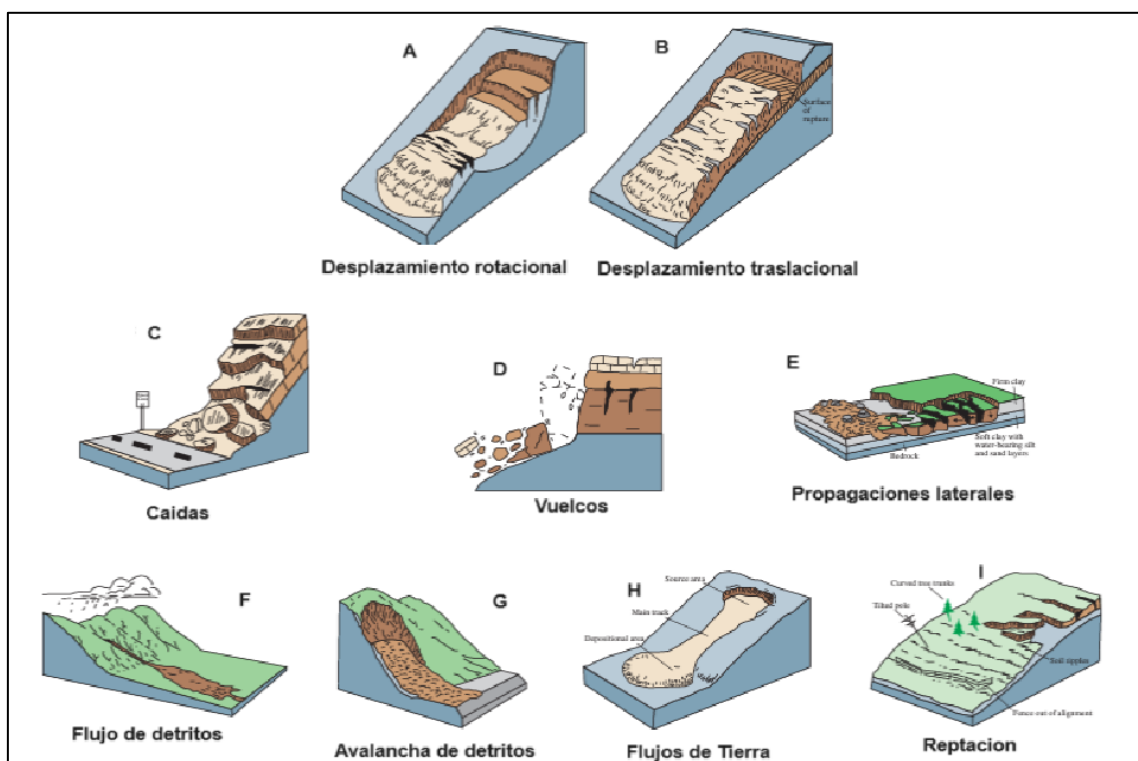 A
B
Surface
of
rupture
Desplazamiento rotacional
Desplazamiento traslacional
C
D
E
Firm clay
Soft clay with
water-bearing silt
and sand layers
Bedrock
Caidas
Vuelcos
Propagaciones laterales
F
G
H
Source area
Main track
Depositional area
I
Curved tree trunks
Tilted pole
Soil ripples
Fence out of alignment
Flujo de detritos
Avalancha de detritos
Flujos de Tierra
Reptacion